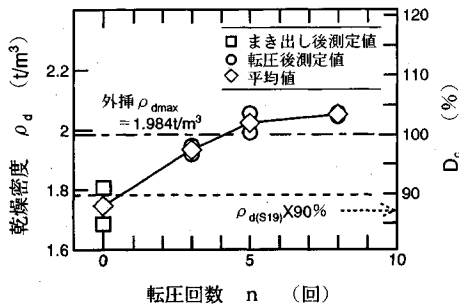 乾燥密度 ρd (t/m³)
2.2
2
1.8
1.6
□ まき出し後測定値
○ 転圧後測定値
◇ 平均値
外挿 ρdmax
=1.984t/m³
ρd(S19)X90%
120
110
100
90
(%)
Dc
0
5
10
転圧回数 n (回)